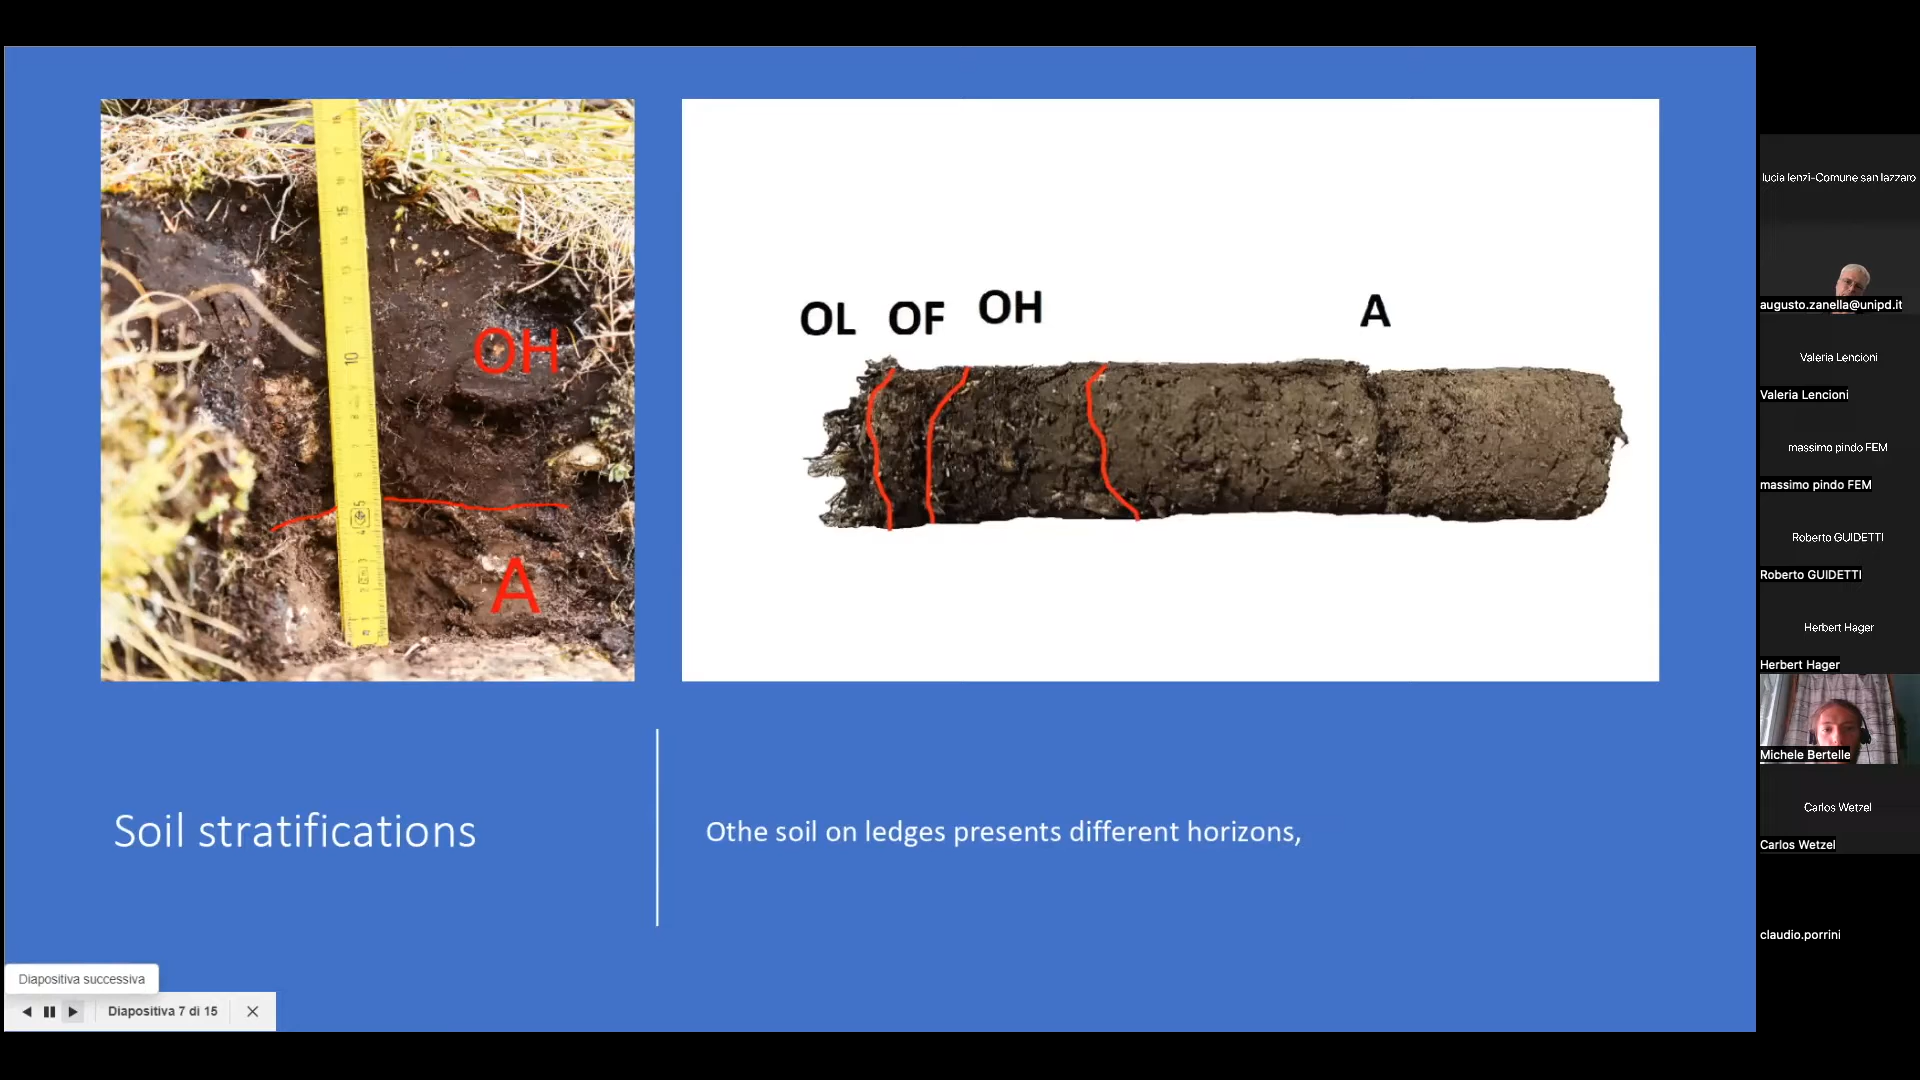 OH
A
OL OF OH A
10
Soil stratifications
Othe soil on ledges presents different horizons,
Diapositiva successiva
Diapositiva 7 di 15
lucia lenzi-Comune san lazzaro
augusto.zanella@unipd.it
Valeria Lencioni
Valeria Lencioni
massimo pindo FEM
massimo pindo FEM
Roberto GUIDETTI
Roberto GUIDETTI
Herbert Hager
Herbert Hager
Michele Bertelle
Carlos Wetzel
Carlos Wetzel
claudio.porrini